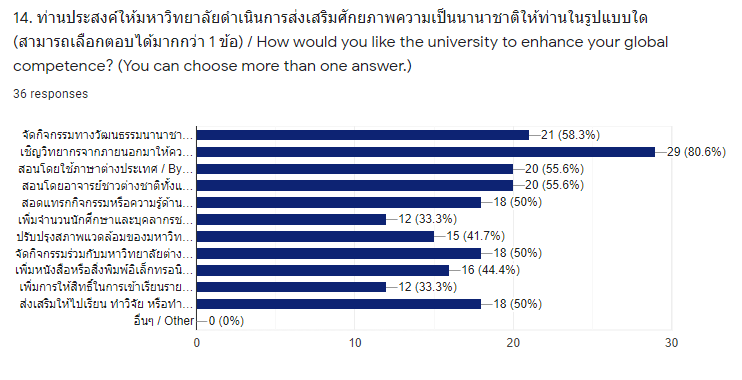 14. ท่านประสงค์ให้มหาวิทยาลัยดำเนินการส่งเสริมศักยภาพความเป็นนานาชาติให้ท่านในรูปแบบใด
(สามารถเลือกตอบได้มากกว่า 1 ข้อ) / How would you like the university to enhance your global
competence? (You can choose more than one answer.)
36 responses
จัดกิจกรรมทางวัฒนธรรมนานาชา... 21 (58.3%)
เชิญวิทยากรจากภายนอกมาให้คว... 29 (80.6%)
สอนโดยใช้ภาษาต่างประเทศ / By... 20 (55.6%)
สอนโดยอาจารย์ชาวต่างชาติทั้งแ... 20 (55.6%)
สอดแทรกกิจกรรมหรือความรู้ด้าน... 18 (50%)
เพิ่มจำนวนนักศึกษาและบุคลากรช... 12 (33.3%)
ปรับปรุงสภาพแวดล้อมของมหาวิท... 15 (41.7%)
จัดกิจกรรมร่วมกับมหาวิทยาลัยต่าง... 18 (50%)
เพิ่มหนังสือหรือสิ่งพิมพ์อิเล็กทรอนิ... 16 (44.4%)
เพิ่มการให้สิทธิ์ในการเข้าเรียนราย... 12 (33.3%)
ส่งเสริมให้ไปเรียน ทำวิจัย หรือทำ... 18 (50%)
อื่นๆ / Other 0 (0%)
0 10 20 30